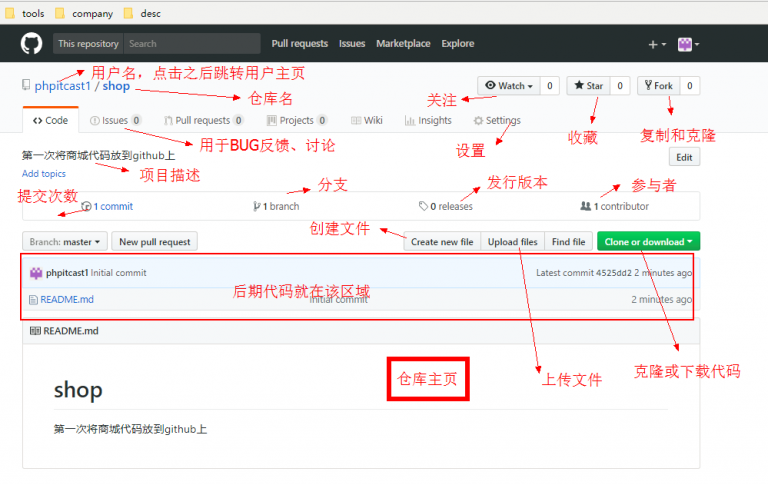 tools company desc
This repository Search Pull requests Issues Marketplace Explore
用户名，点击之后跳转用户主页
phpitcast1 / shop
Watch 0 Star 0 Fork 0
仓库名
关注
收藏
复制和克隆
Code Issues 0 Pull requests 0 Projects 0 Wiki Insights Settings
用于BUG反馈、讨论
设置
第一次将商城代码放到github上
Edit
Add topics
项目描述
提交次数
分支
发行版本
参与者
1 commit 1 branch 0 releases 1 contributor
创建文件
Branch: master New pull request Create new file Upload files Find file Clone or download
phpitcast1 Initial commit Latest commit 4525dd2 2 minutes ago
后期代码就在该区域
README.md Initial commit 2 minutes ago
README.md
仓库主页
上传文件
克隆或下载代码
shop
第一次将商城代码放到github上